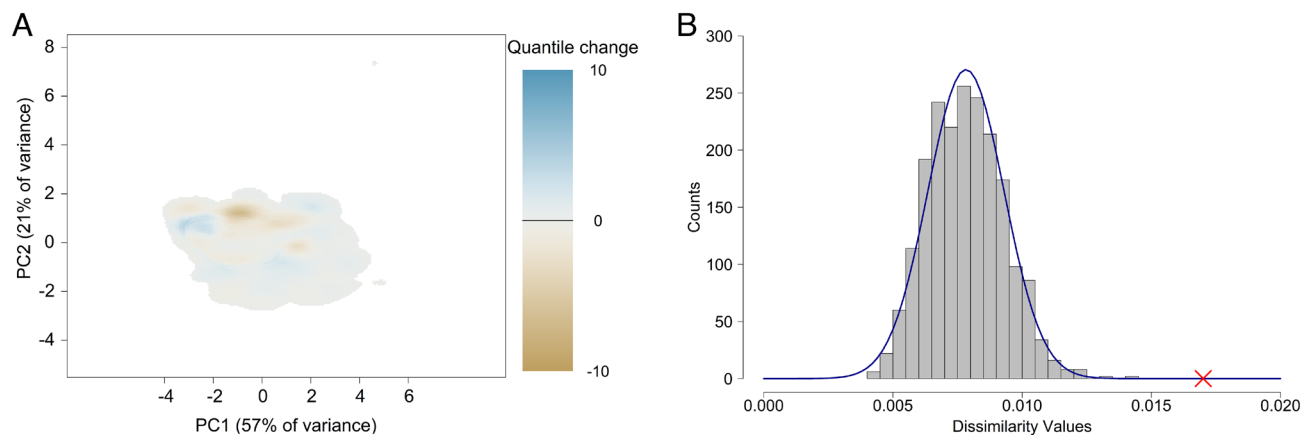 A
8
6
4
2
0
-2
-4
PC2 (21% of variance)
-4 -2 0 2 4 6
PC1 (57% of variance)
Quantile change
10
0
-10
B
300
250
200
150
100
50
0
Counts
0.000 0.005 0.010 0.015 0.020
Dissimilarity Values